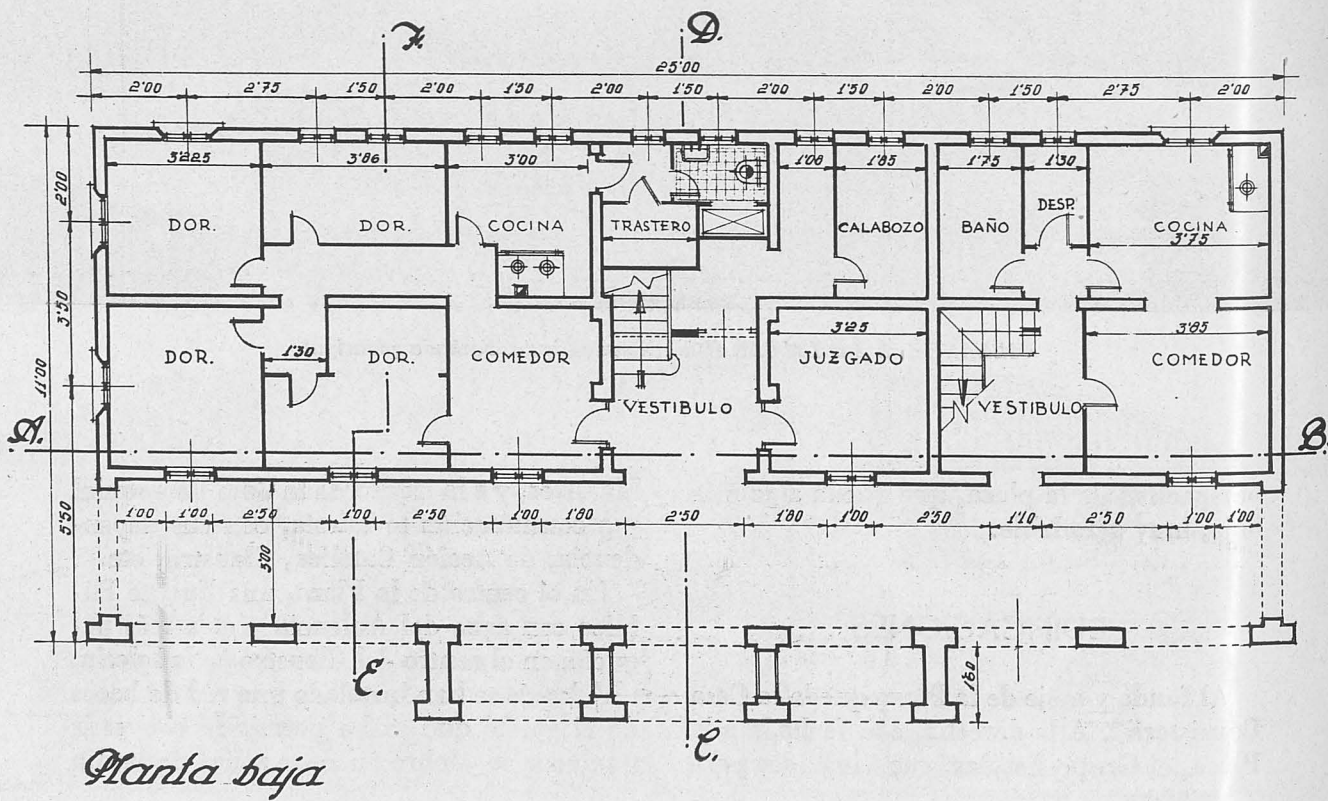 F. D.
25'00
2'00 2'75 1'50 2'00 1'50 2'00 1'50 2'00 1'50 2'00 1'50 2'75 2'00
3'225 3'86 3'00 1'08 1'85 1'75 1'30
2'00
DOR. DOR. COCINA TRASTERO CALABOZO BAÑO DESP. COCINA
3'75
3'50
11'00
1'30 3'25 3'85
DOR. DOR. COMEDOR JUZGADO COMEDOR
VESTIBULO VESTIBULO
A. B.
5'50
1'00 1'00 2'50 1'00 2'50 1'00 1'80 2'50 1'80 1'00 2'50 1'10 2'50 1'00 1'00
5'00
1'60
E. C.
Planta baja